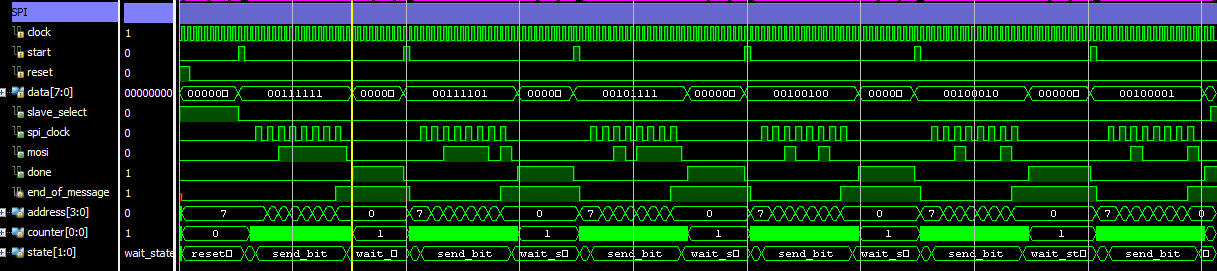 SPI
clock 1
start 0
reset 0
data[7:0] 00000000 00000 00111111 0000 00111101 0000 00101111 00000 00100100 0000 00100010 00000 00100001
slave_select 0
spi_clock 0
mosi 0
done 1
end_of_message 1
address[3:0] 0 7 0 7 0 7 0 7 0 7 0 7 0
counter[0:0] 1 0 1 1 1 1 1 1
state[1:0] wait_state reset send_bit wait_ send_bit wait_s send_bit wait_s send_bit wait_s send_bit wait_st send_bit